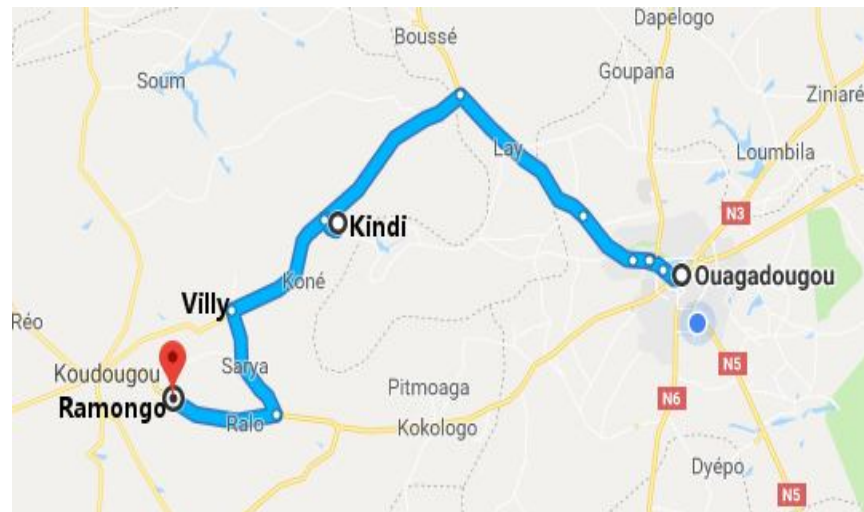 Dapelogo
Boussé
Goupana
Soum
Ziniaré
Lay
Loumbila
N3
Kindi
Koné
Ouagadougou
Villy
Réo
Sarya
Koudougou
Pitmoaga
N5
Ramongo
N6
Ralo
Kokologo
Dyépo
N5